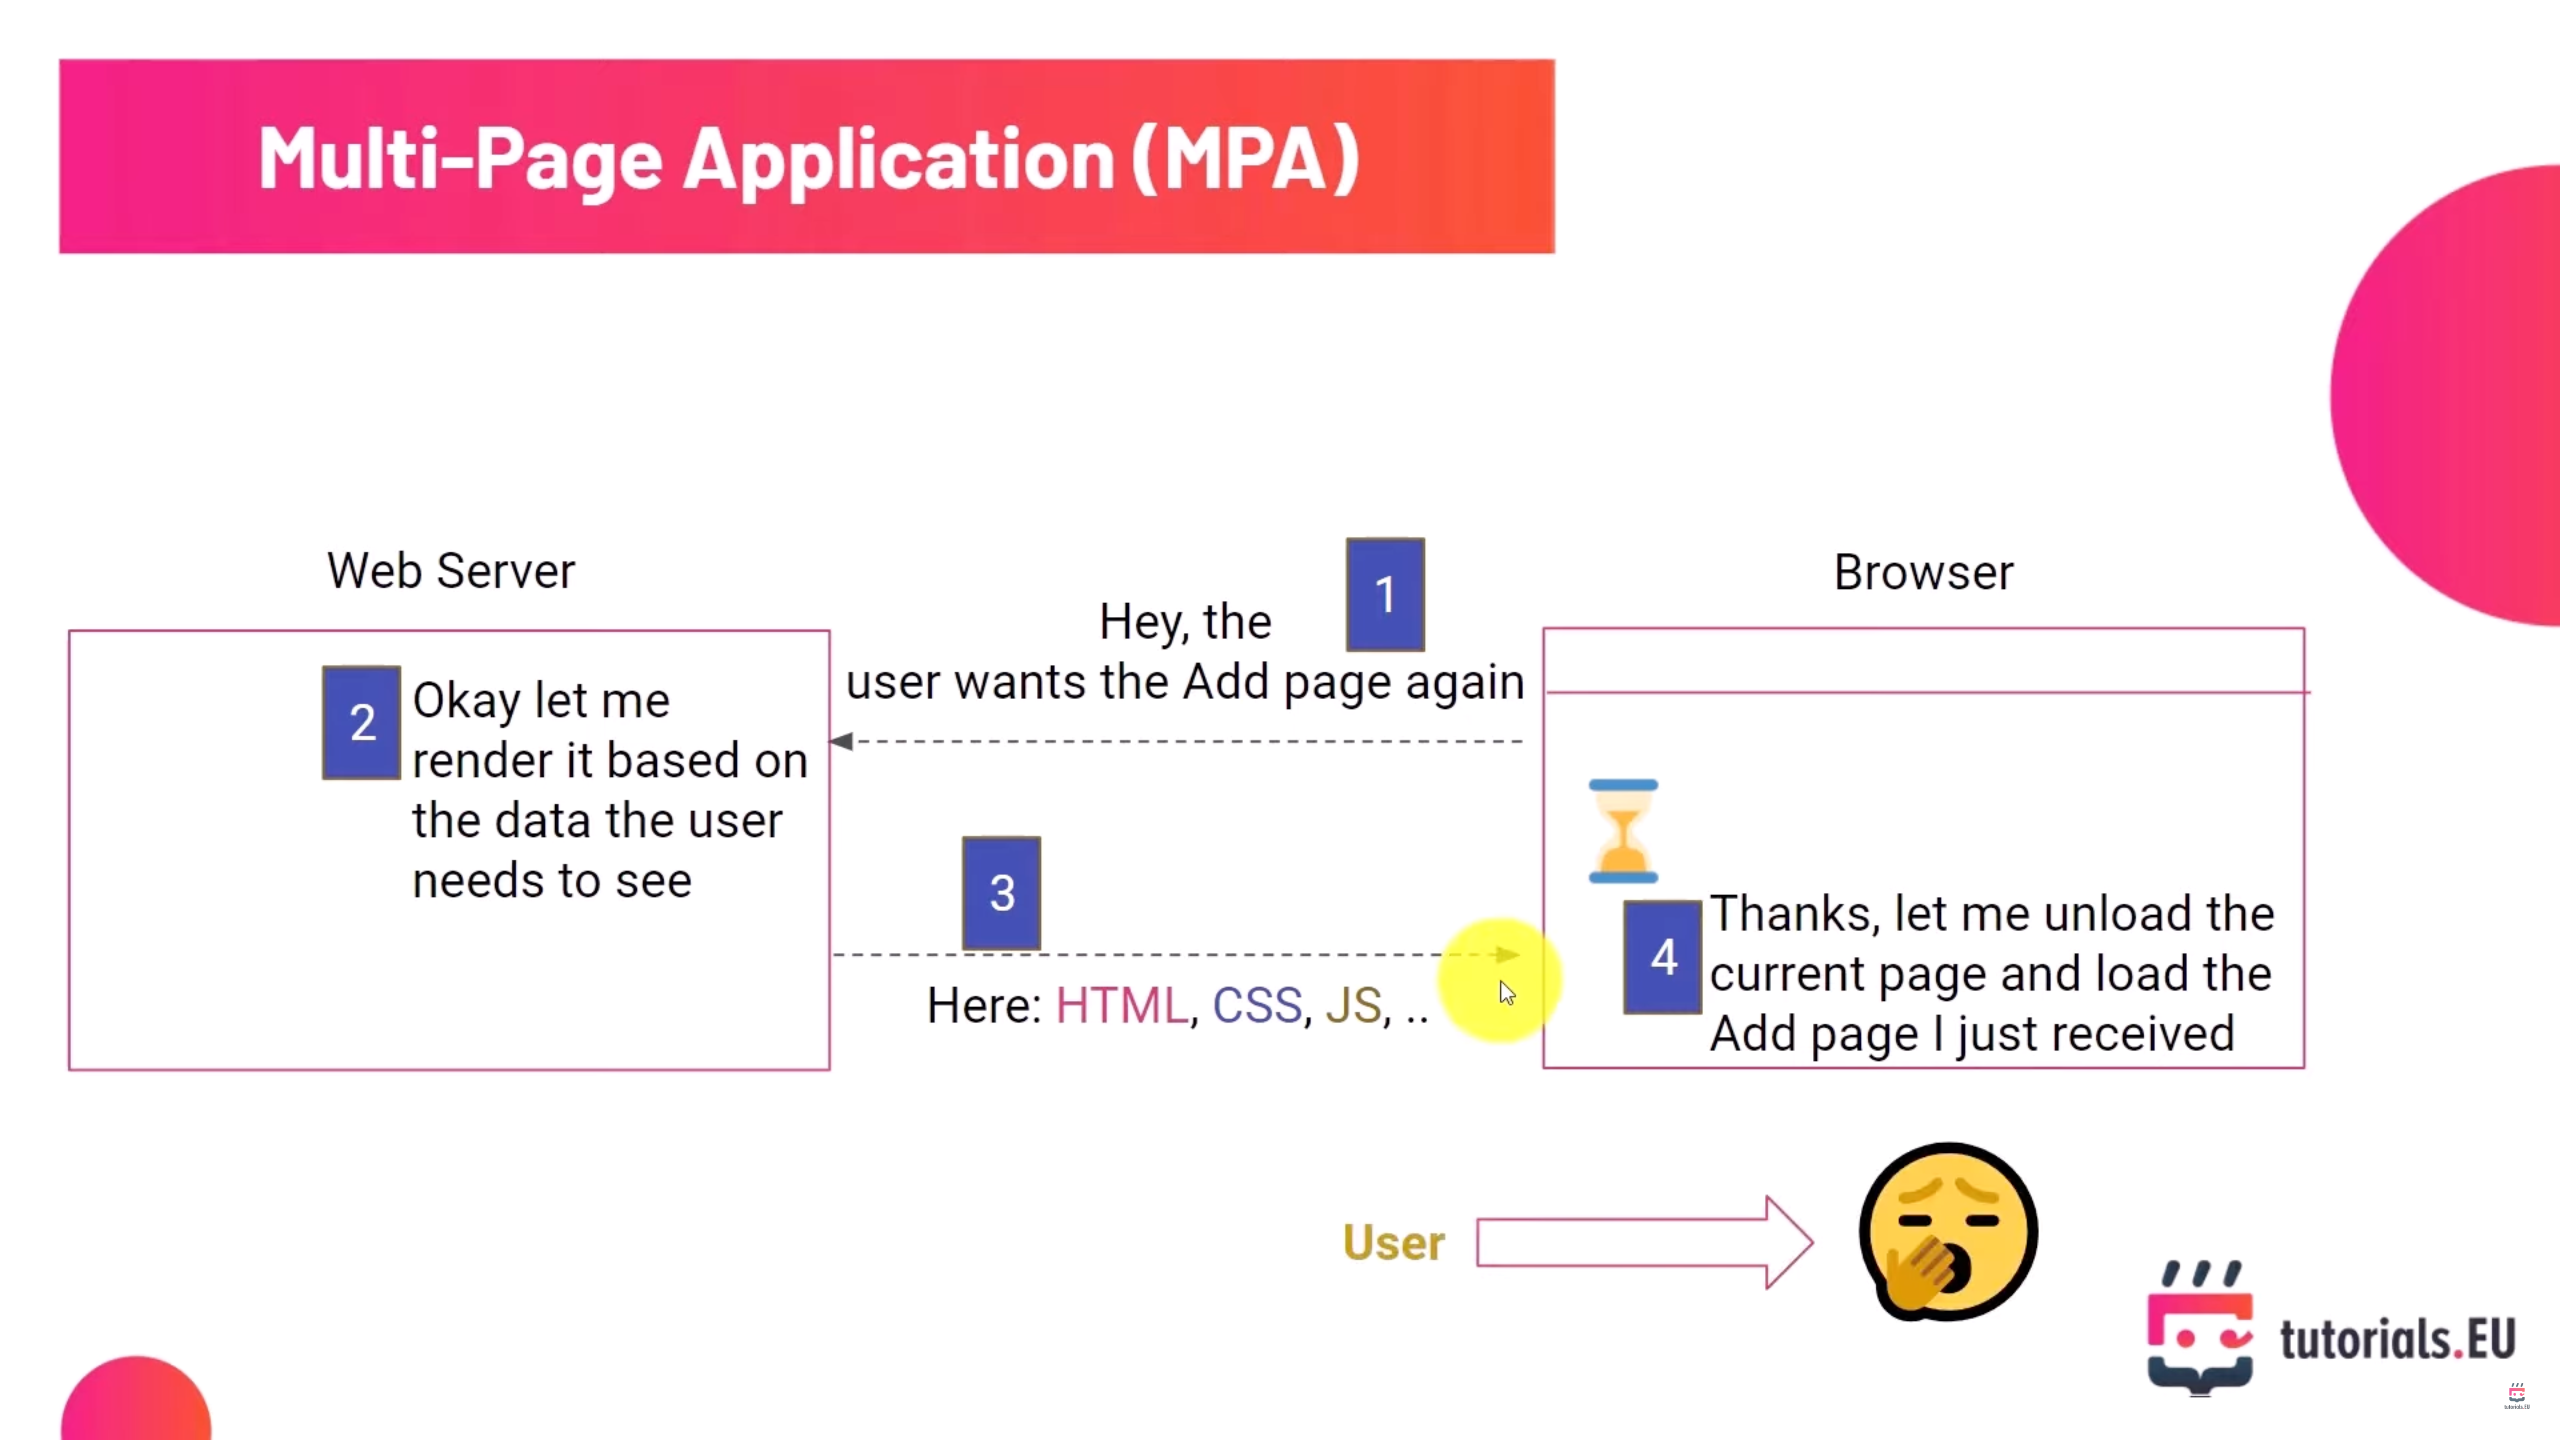 Multi-Page Application (MPA)
Web Server
Browser
1
Hey, the
user wants the Add page again
2
Okay let me
render it based on
the data the user
needs to see
3
Here: HTML, CSS, JS, ..
4
Thanks, let me unload the
current page and load the
Add page I just received
User
tutorials.EU
tutorials.EU